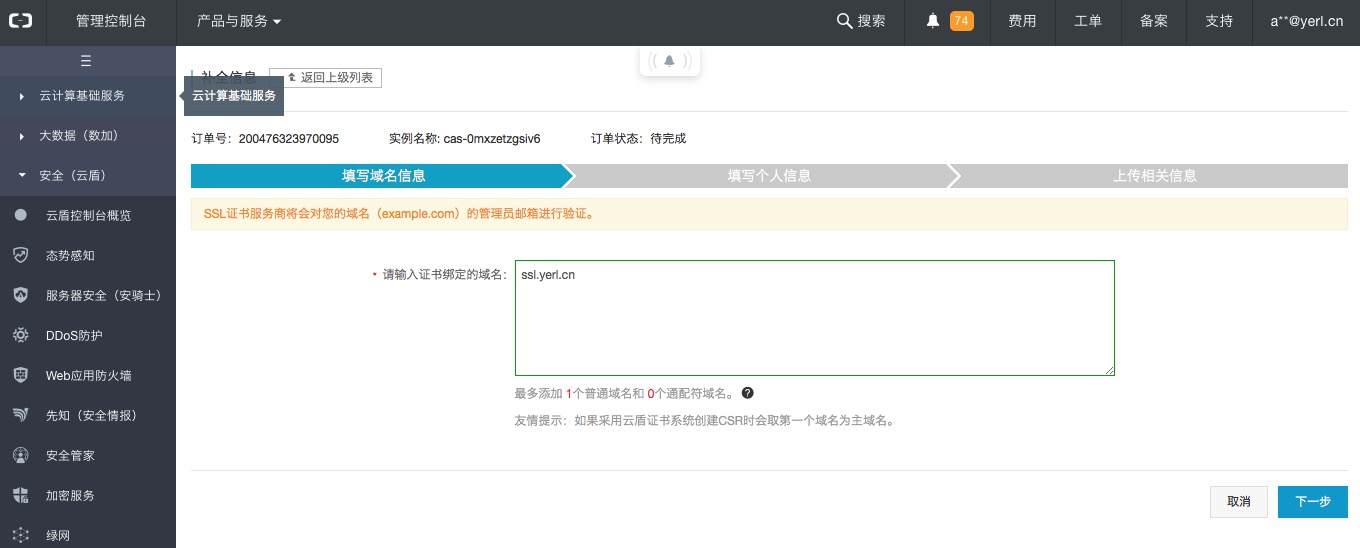 管理控制台 产品与服务 搜索 74 费用 工单 备案 支持 a**@yerl.cn
补全信息 返回上级列表
云计算基础服务 云计算基础服务
大数据（数加） 订单号：200476323970095 实例名称: cas-0mxzetzgsiv6 订单状态：待完成
安全（云盾） 填写域名信息 填写个人信息 上传相关信息
云盾控制台概览 SSL证书服务商将会对您的域名（example.com）的管理员邮箱进行验证。
态势感知
* 请输入证书绑定的域名： ssl.yerl.cn
服务器安全（安骑士）
DDoS防护
Web应用防火墙
最多添加 1个普通域名和 0个通配符域名。 ?
先知（安全情报） 友情提示：如果采用云盾证书系统创建CSR时会取第一个域名为主域名。
安全管家
加密服务 取消 下一步
绿网